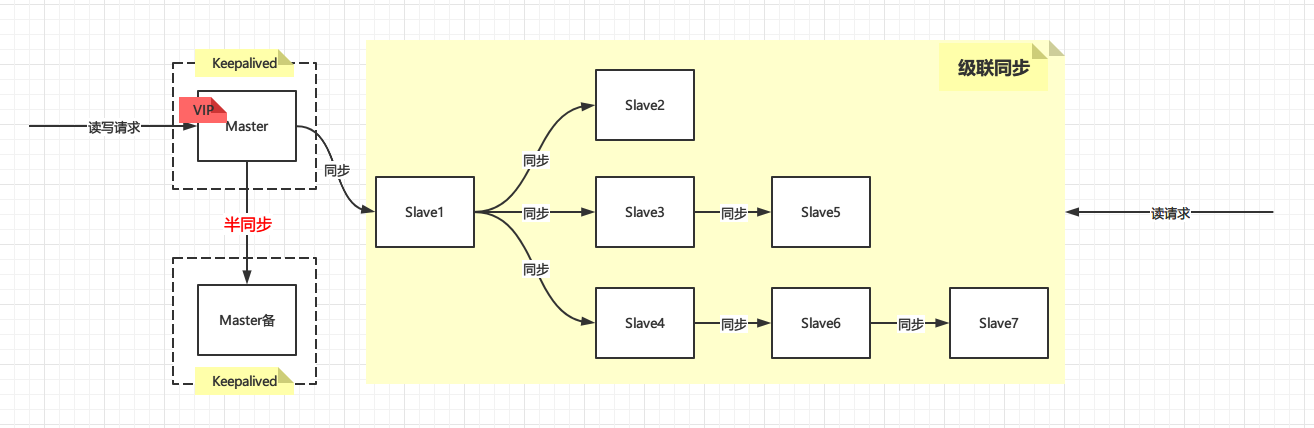 Keepalived
VIP
Master
读写请求
半同步
Master备
Keepalived
同步
级联同步
Slave1
同步
同步
同步
Slave2
Slave3
同步
Slave5
Slave4
同步
Slave6
同步
Slave7
读请求